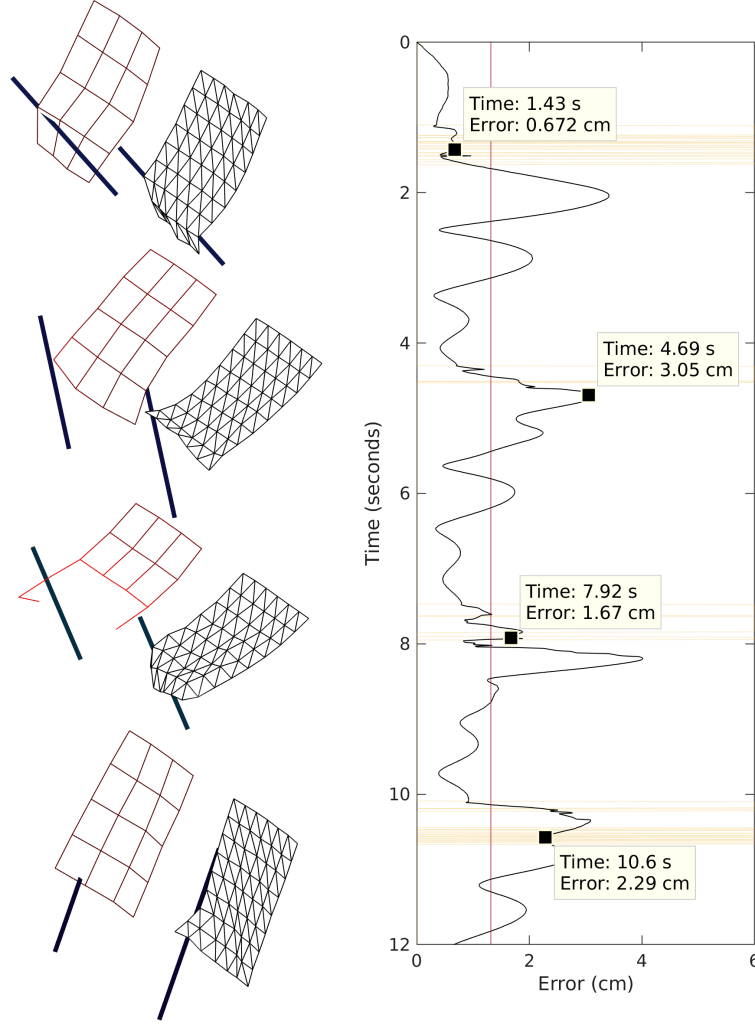 0
Time: 1.43 s
Error: 0.672 cm
2
Time: 4.69 s
Error: 3.05 cm
4
Time (seconds)
6
Time: 7.92 s
Error: 1.67 cm
8
10
Time: 10.6 s
Error: 2.29 cm
12
0 2 4 6
Error (cm)